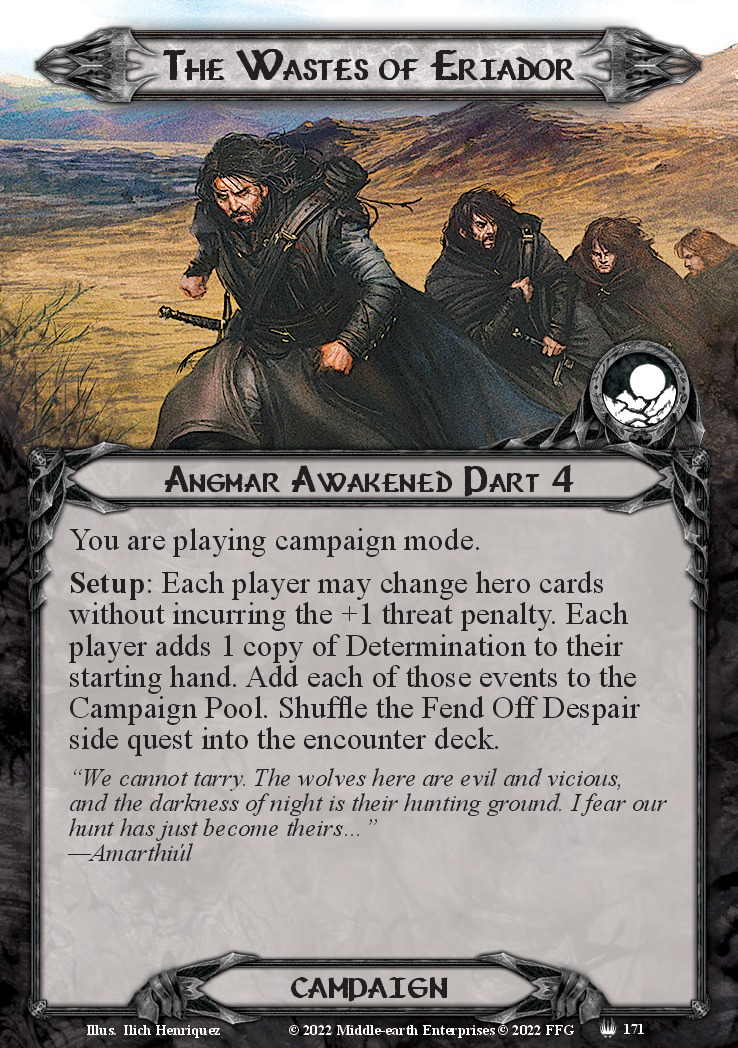 The Wastes of Eriador
Angmar Awakened Part 4
You are playing campaign mode.
Setup: Each player may change hero cards
without incurring the +1 threat penalty. Each
player adds 1 copy of Determination to their
starting hand. Add each of those events to the
Campaign Pool. Shuffle the Fend Off Despair
side quest into the encounter deck.
“We cannot tarry. The wolves here are evil and vicious,
and the darkness of night is their hunting ground. I fear our
hunt has just become theirs…”
—Amarthiúl
CAMPAIGN
Illus. Ilich Henriquez © 2022 Middle-earth Enterprises © 2022 FFG 171